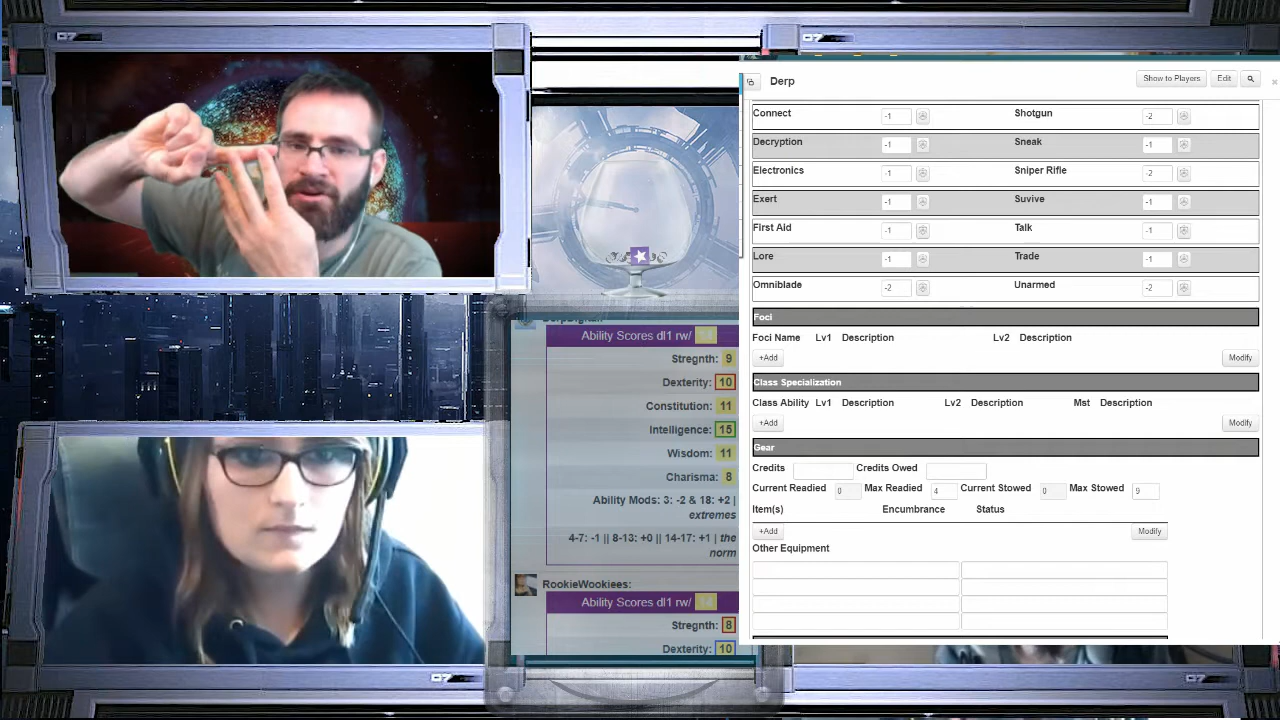 Derp
Show to Players
Edit
Connect -1 Shotgun -2
Decryption -1 Sneak -1
Electronics -1 Sniper Rifle -2
Exert -1 Suvive -1
First Aid -1 Talk -1
Lore -1 Trade -1
Omniblade -2 Unarmed -2
Foci
Foci Name Lv1 Description Lv2 Description
+Add Modify
Class Specialization
Class Ability Lv1 Description Lv2 Description Mst Description
+Add Modify
Gear
Credits Credits Owed
Current Readied 0 Max Readied 4 Current Stowed 0 Max Stowed 9
Item(s) Encumbrance Status
+Add Modify
Other Equipment
Ability Scores dl1 rw/
Stregnth: 9
Dexterity: 10
Constitution: 11
Intelligence: 15
Wisdom: 11
Charisma: 8
Ability Mods: 3: -2 & 18: +2 |
extremes
4-7: -1 || 8-13: +0 || 14-17: +1 | the
norm
RookieWookiees:
Ability Scores dl1 rw/ 14
Stregnth: 8
Dexterity: 10